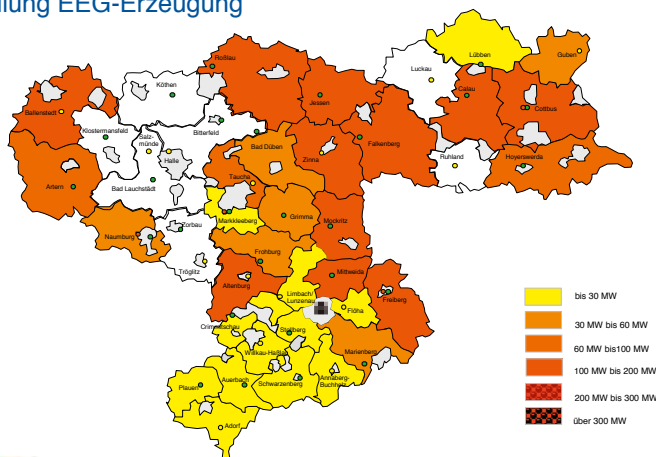 llung EEG-Erzeugung
Lübben
Guben
Roßlau
Luckau
Köthen
Calau
Jessen
Cottbus
Ballenstedt
Klostermansfeld
Salz-
münde
Bitterfeld
Halle
Bad Düben
Zinna
Falkenberg
Ruhland
Hoyerswerda
Artern
Bad Lauchstädt
Taucha
Markkleeberg
Grimma
Mockritz
Naumburg
Zorbau
Tröglitz
Frohburg
Altenburg
Mittweida
Limbach/
Lunzenau
Flöha
Freiberg
Crimmitschau
Stollberg
Wilkau-Haßlau
Marienberg
Plauen
Auerbach
Schwarzenberg
Annaberg-
Buchholz
Adorf
bis 30 MW
30 MW bis 60 MW
60 MW bis100 MW
100 MW bis 200 MW
200 MW bis 300 MW
über 300 MW